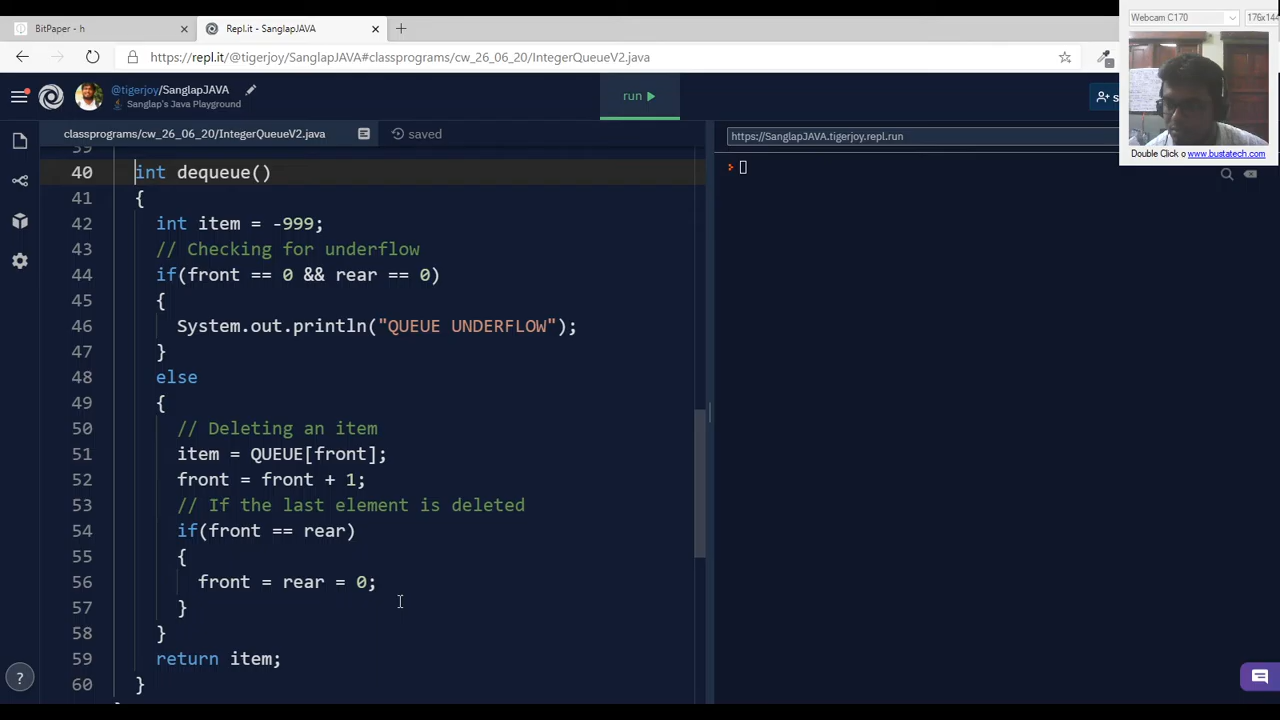 BitPaper - h
Repl.it - SanglapJAVA
Webcam C170
https://repl.it/@tigerjoy/SanglapJAVA#classprograms/cw_26_06_20/IntegerQueueV2.java
@tigerjoy/SanglapJAVA
Sanglap's Java Playground
run
Double Click o www.bustatech.com
classprograms/cw_26_06_20/IntegerQueueV2.java
saved
https://SanglapJAVA.tigerjoy.repl.run
39
40 int dequeue()
41 {
42 int item = -999;
43 // Checking for underflow
44 if(front == 0 && rear == 0)
45 {
46 System.out.println("QUEUE UNDERFLOW");
47 }
48 else
49 {
50 // Deleting an item
51 item = QUEUE[front];
52 front = front + 1;
53 // If the last element is deleted
54 if(front == rear)
55 {
56 front = rear = 0;
57 }
58 }
59 return item;
60 }
?